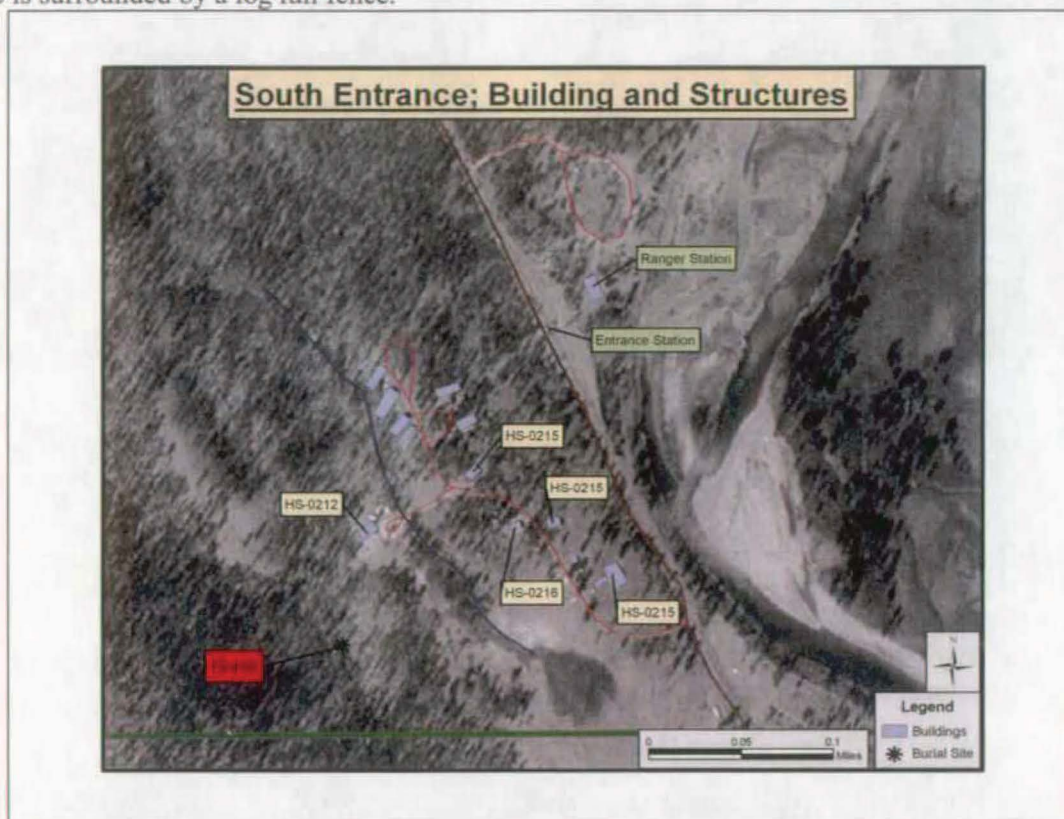 is surrounded by a log rail fence.
South Entrance; Building and Structures
Ranger Station
Entrance Station
HS-0215
HS-0212
HS-0215
HS-0216
HS-0215
N
Legend
Buildings
Burial Site
0 0.05 0.1
Miles